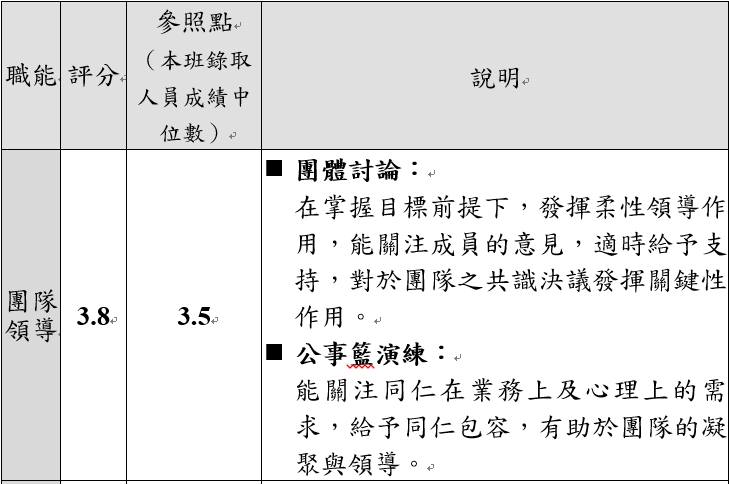 職能
評分
參照點
（本班錄取
人員成績中
位數）
說明
團隊
領導
3.8
3.5
■ 團體討論：
在掌握目標前提下，發揮柔性領導作
用，能關注成員的意見，適時給予支
持，對於團隊之共識決議發揮關鍵性
作用。
■ 公事籃演練：
能關注同仁在業務上及心理上的需
求，給予同仁包容，有助於團隊的凝
聚與領導。